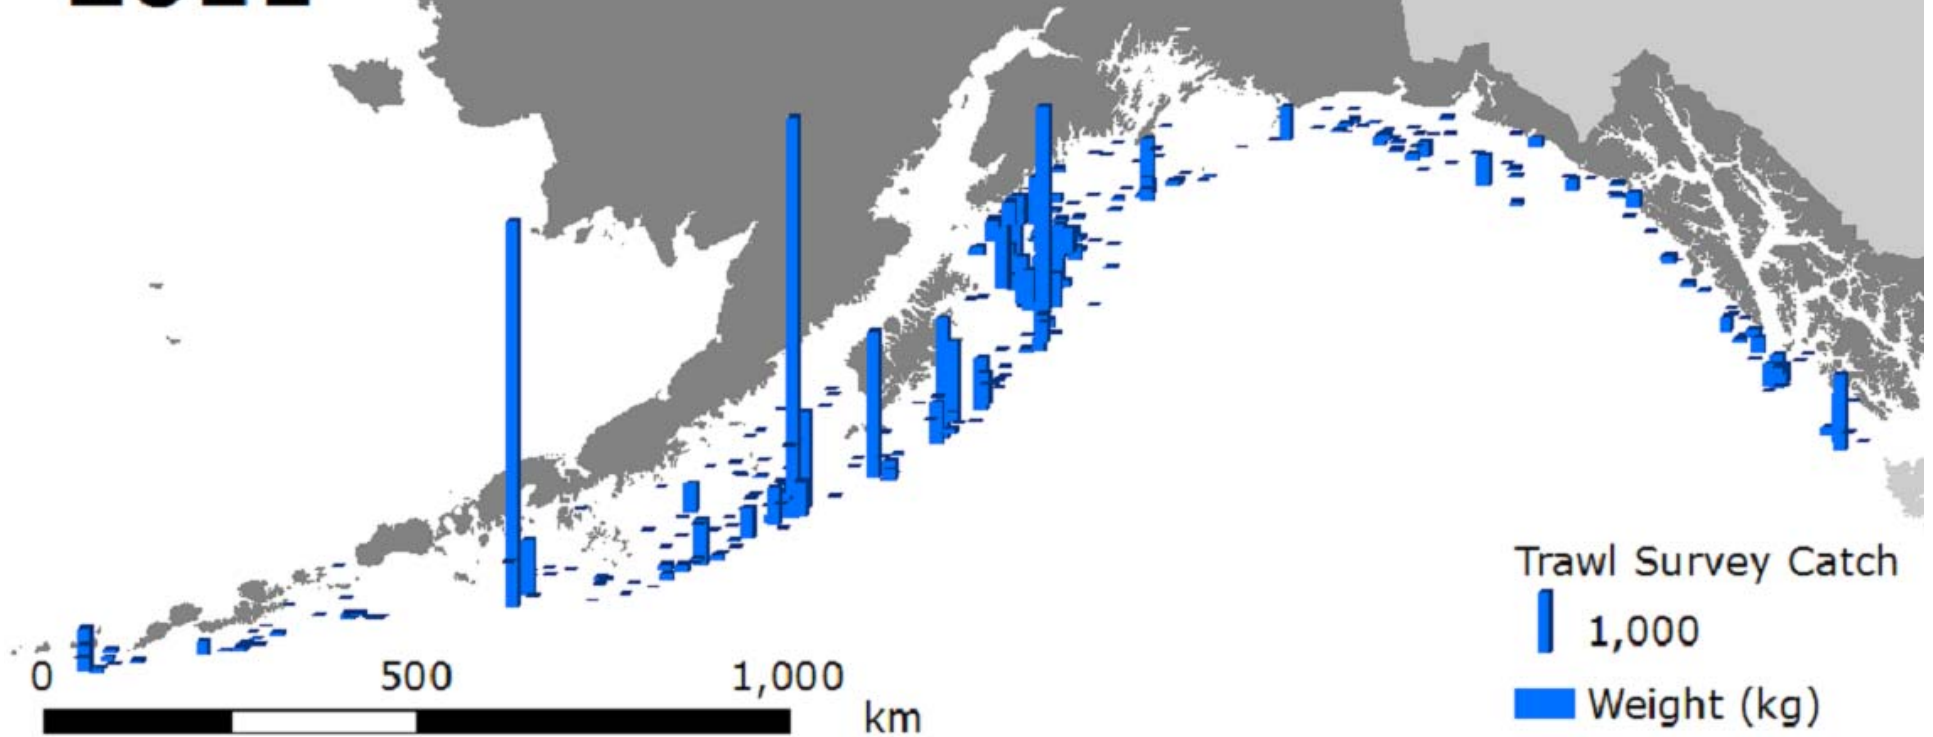 Trawl Survey Catch
1,000
Weight (kg)
0 500 1,000
km